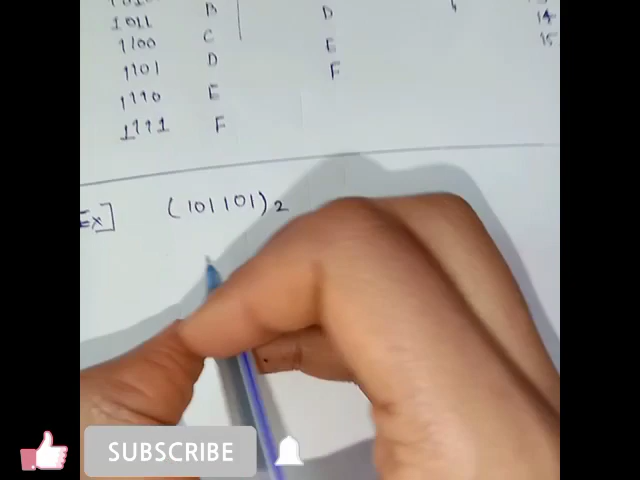 1011 B D
1100 C E 14
1101 D F 15
1110 E
1111 F
Ex] (101101)2
SUBSCRIBE